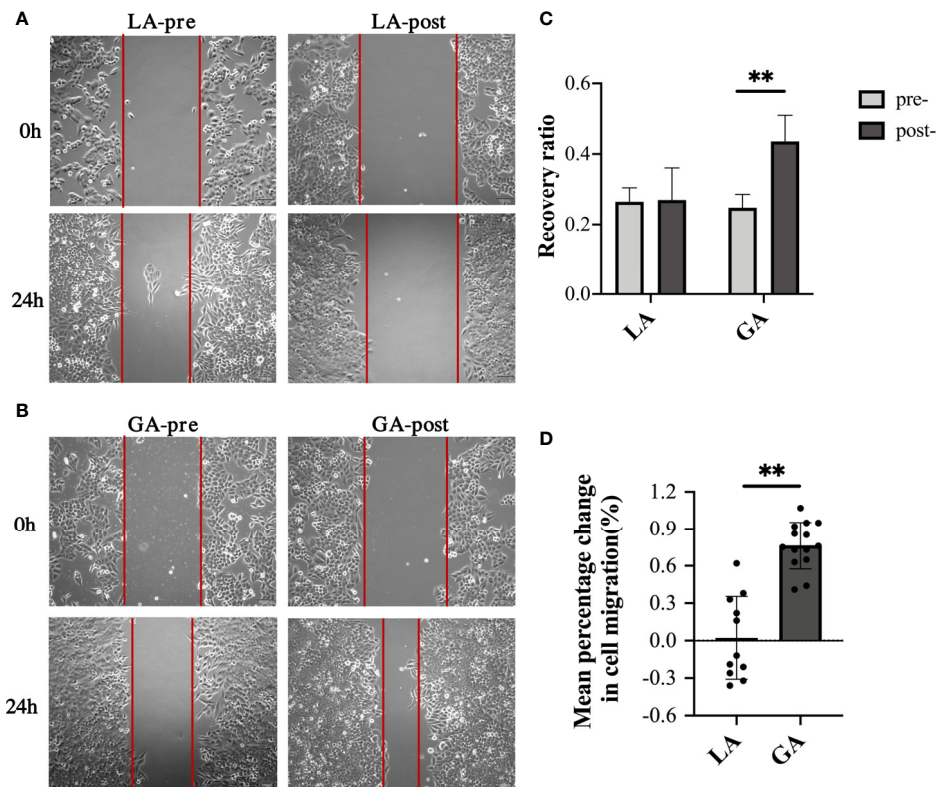 A
LA-pre
LA-post
0h
24h
B
GA-pre
GA-post
0h
24h
C
Recovery ratio
0.6
0.4
0.2
0.0
LA
GA
**
pre-
post-
D
Mean percentage change
in cell migration(%)
1.2
0.9
0.6
0.3
0.0
-0.3
-0.6
LA
GA
**